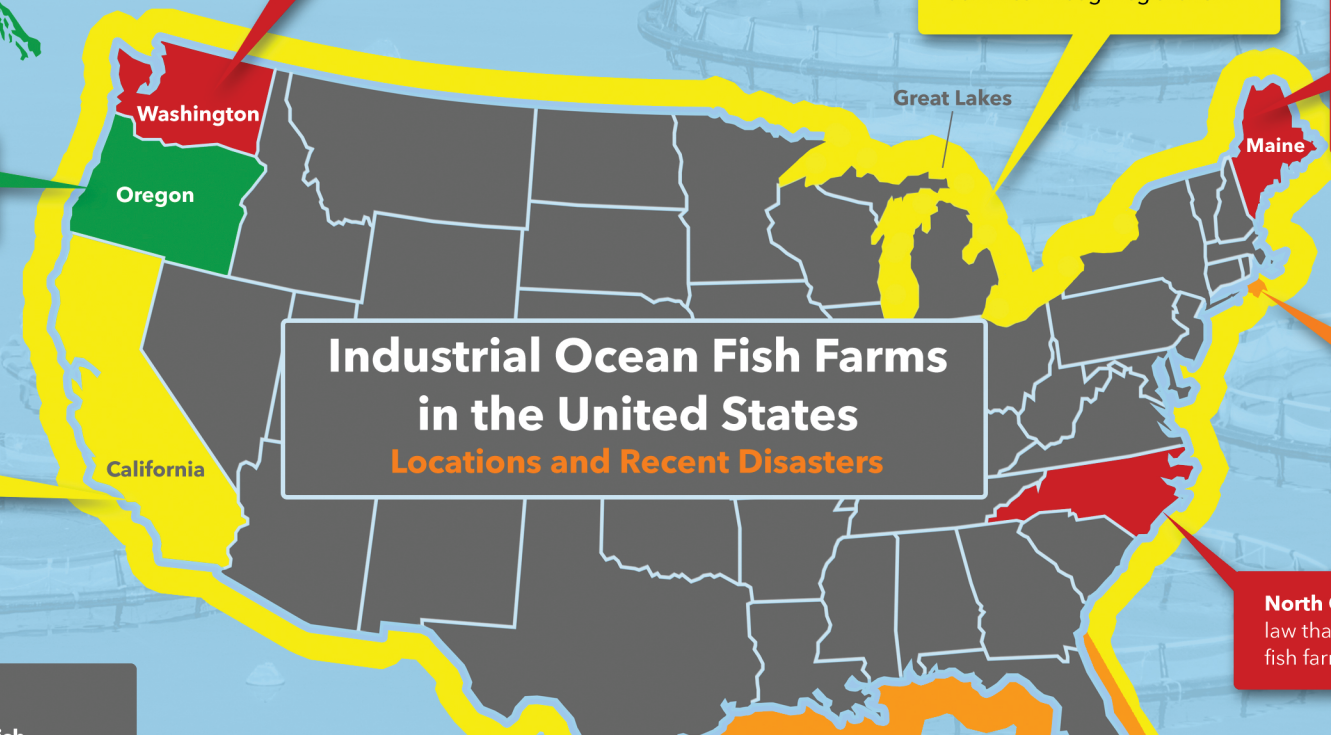 Great Lakes
Washington
Maine
Oregon
Industrial Ocean Fish Farms
in the United States
Locations and Recent Disasters
California
North
law tha
fish farm